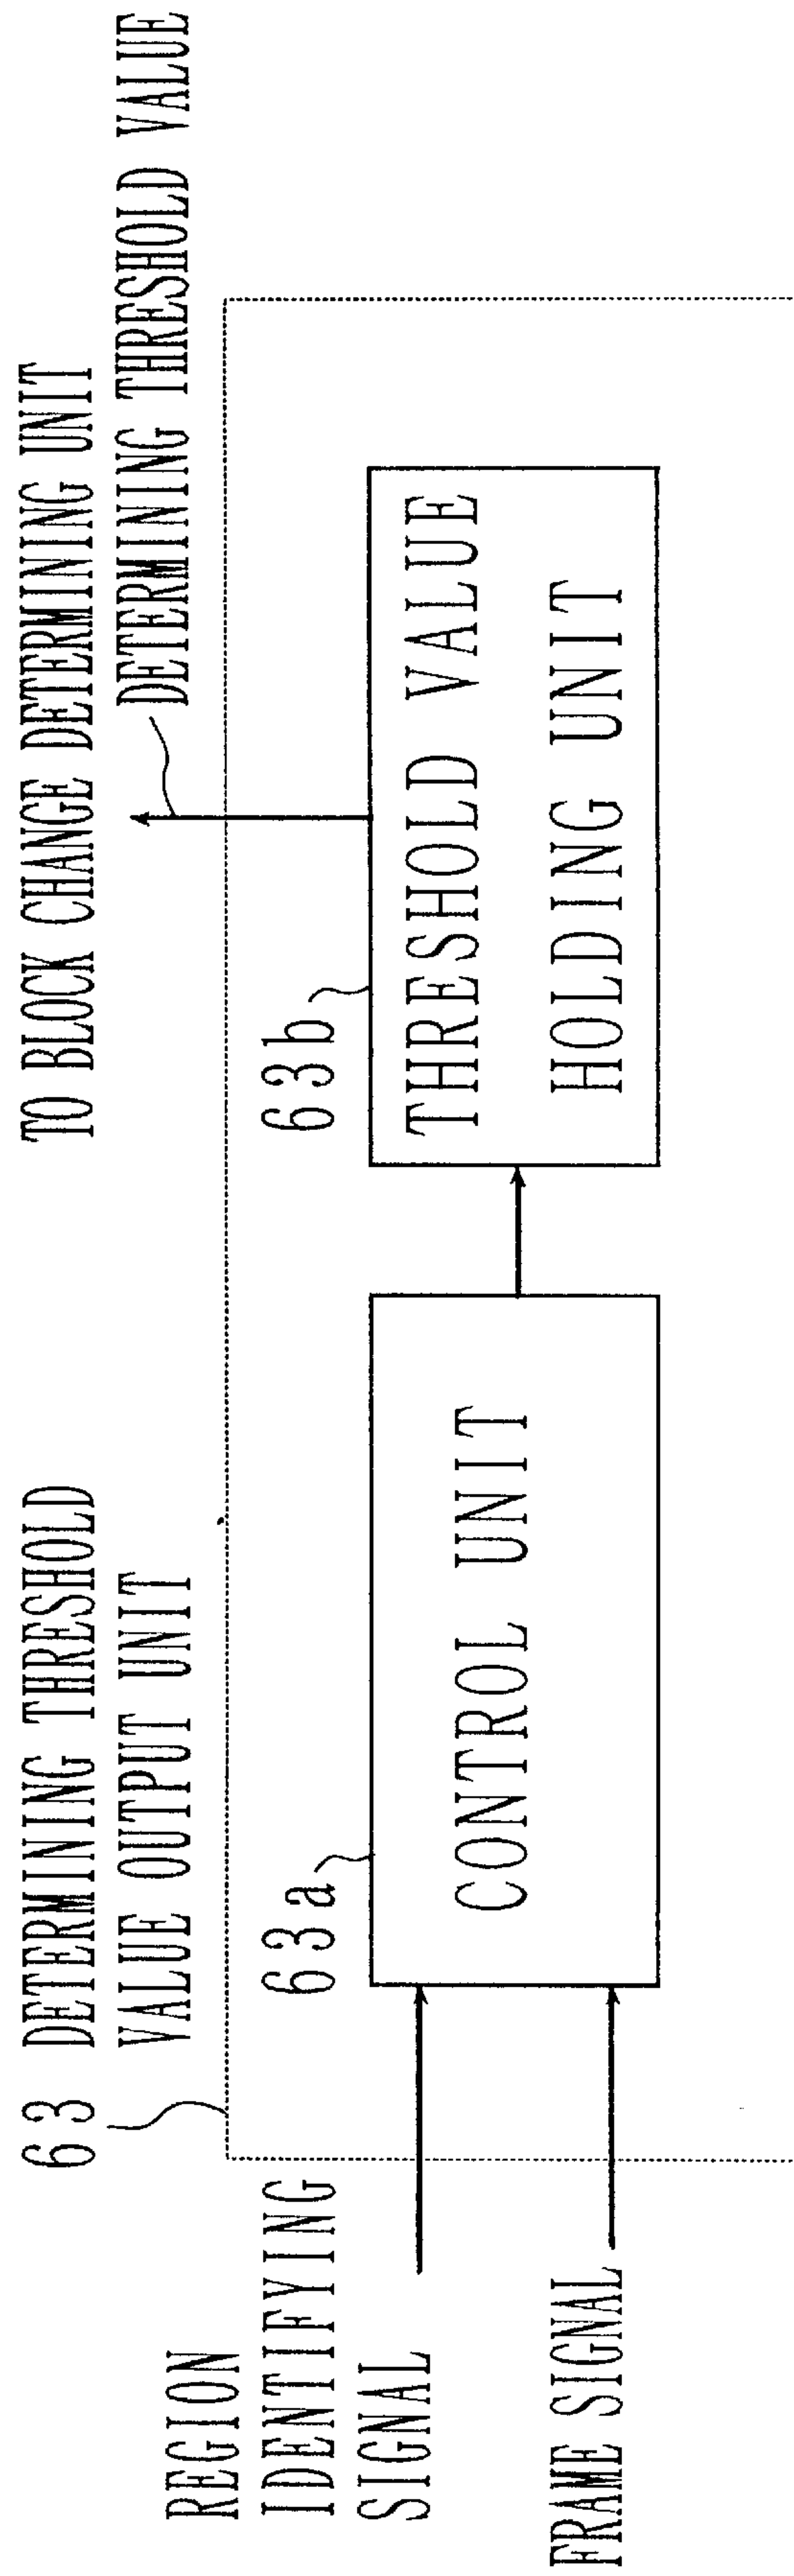 63 DETERMINING THRESHOLD
VALUE OUTPUT UNIT
TO BLOCK CHANGE DETERMINING UNIT
DETERMINING THRESHOLD VALUE
REGION
IDENTIFYING
SIGNAL
63a
CONTROL UNIT
63b
THRESHOLD VALUE
HOLDING UNIT
FRAME SIGNAL